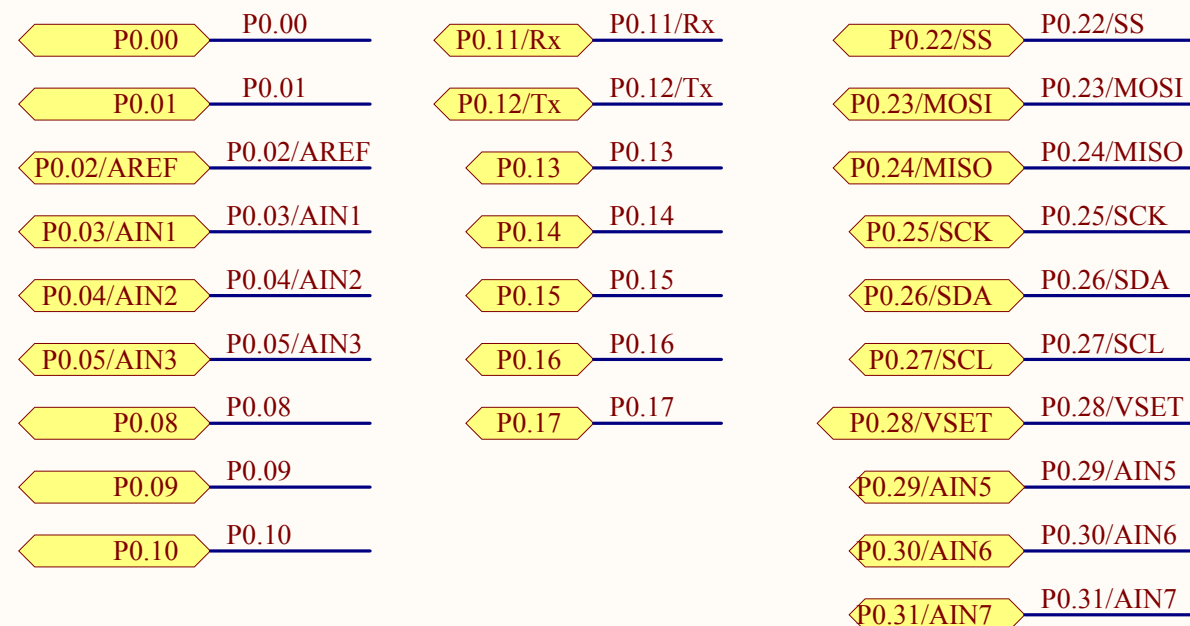 P0.00 P0.00
P0.01 P0.01
P0.02/AREF P0.02/AREF
P0.03/AIN1 P0.03/AIN1
P0.04/AIN2 P0.04/AIN2
P0.05/AIN3 P0.05/AIN3
P0.08 P0.08
P0.09 P0.09
P0.10 P0.10
P0.11/Rx P0.11/Rx
P0.12/Tx P0.12/Tx
P0.13 P0.13
P0.14 P0.14
P0.15 P0.15
P0.16 P0.16
P0.17 P0.17
P0.22/SS P0.22/SS
P0.23/MOSI P0.23/MOSI
P0.24/MISO P0.24/MISO
P0.25/SCK P0.25/SCK
P0.26/SDA P0.26/SDA
P0.27/SCL P0.27/SCL
P0.28/VSET P0.28/VSET
P0.29/AIN5 P0.29/AIN5
P0.30/AIN6 P0.30/AIN6
P0.31/AIN7 P0.31/AIN7